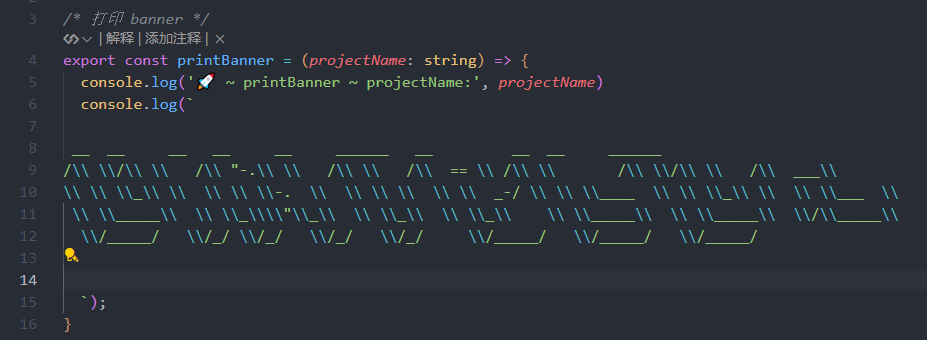 3 /* 打印 banner */
解释 | 添加注释 | ×
4 export const printBanner = (projectName: string) => {
5 console.log('🚀 ~ printBanner ~ projectName:', projectName)
6 console.log(`
7
8  __  __     __   __     __     ______   __         __  __     ______
9 /\\ \\/\\ \\   /\\ "-.\\ \\   /\\ \\   /\\  == \\ /\\ \\       /\\ \\/\\ \\   /\\  ___\\
10 \\ \\ \\_\\ \\  \\ \\ \\-.  \\  \\ \\ \\  \\ \\  _-/ \\ \\ \\____  \\ \\ \\_\\ \\  \\ \\___  \\
11  \\ \\_____\\  \\ \\_\\\\"\\_\\  \\ \\_\\  \\ \\_\\    \\ \\_____\\  \\ \\_____\\  \\/\\_____\\
12   \\/_____/   \\/_/ \\/_/   \\/_/   \\/_/     \\/_____/   \\/_____/   \\/_____/
13
14
15 `);
16 }